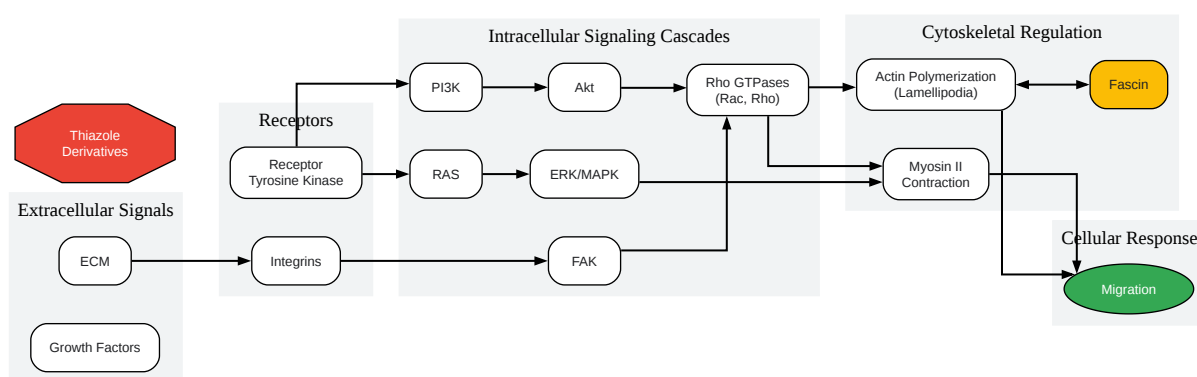 Thiazole
Derivatives
Extracellular Signals
ECM
Growth Factors
Receptors
Receptor
Tyrosine Kinase
Integrins
Intracellular Signaling Cascades
PI3K
Akt
Rho GTPases
(Rac, Rho)
RAS
ERK/MAPK
FAK
Cytoskeletal Regulation
Actin Polymerization
(Lamellipodia)
Fascin
Myosin II
Contraction
Cellular Response
Migration